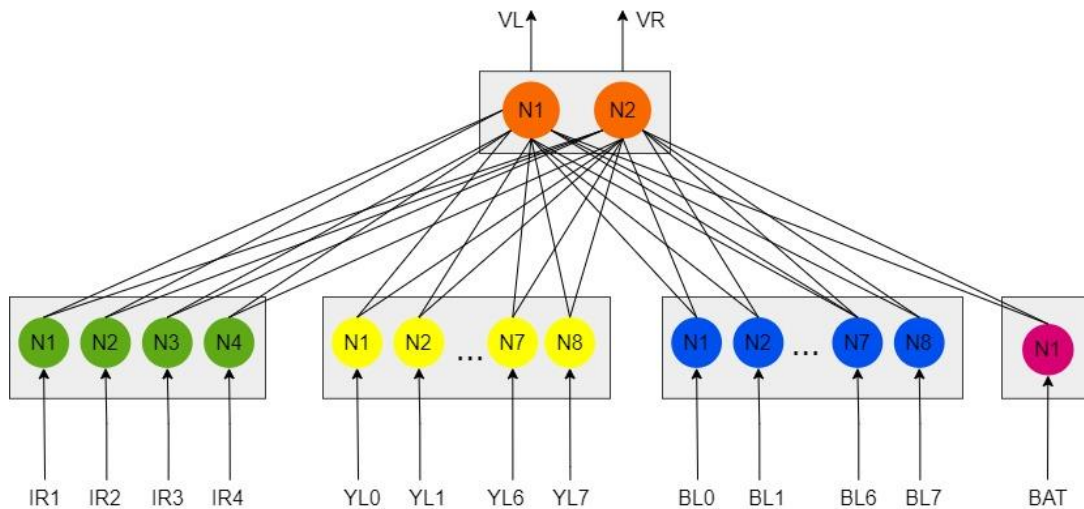 VL VR
N1 N2
N1 N2 N3 N4 N1 N2 ... N7 N8 N1 N2 ... N7 N8 N1
IR1 IR2 IR3 IR4 YL0 YL1 YL6 YL7 BL0 BL1 BL6 BL7 BAT